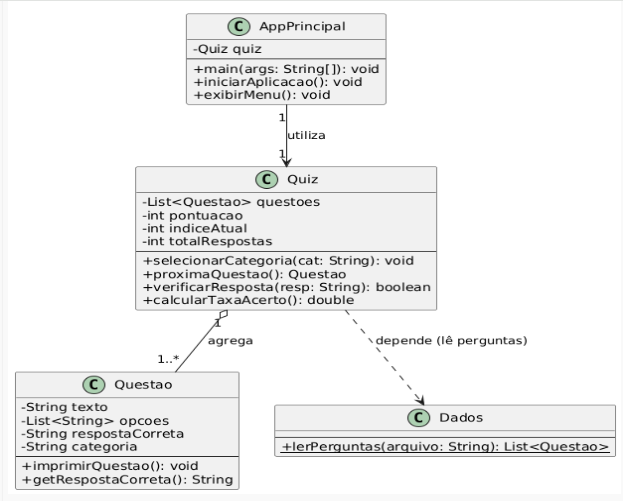 C AppPrincipal
-Quiz quiz
+main(args: String[]): void
+iniciarAplicacao(): void
+exibirMenu(): void
1
utiliza
1
C Quiz
-List<Questao> questoes
-int pontuacao
-int indiceAtual
-int totalRespostas
+selecionarCategoria(cat: String): void
+proximaQuestao(): Questao
+verificarResposta(resp: String): boolean
+calcularTaxaAcerto(): double
1
agrega
depende (lê perguntas)
1..*
C Questao
-String texto
-List<String> opcoes
-String respostaCorreta
-String categoria
+imprimirQuestao(): void
+getRespostaCorreta(): String
C Dados
+lerPerguntas(arquivo: String): List<Questao>